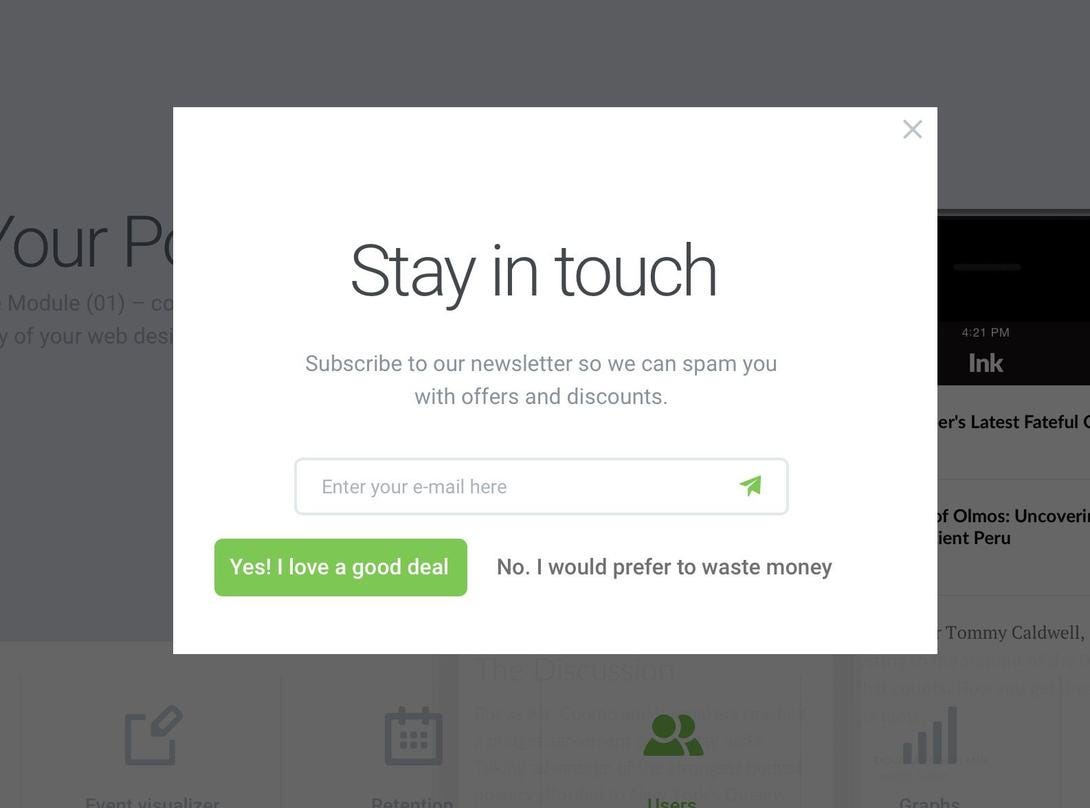 Your Po
Module (01) – co
y of your web desi
Stay in touch
Subscribe to our newsletter so we can spam you
with offers and discounts.
Enter your e-mail here
Yes! I love a good deal
No. I would prefer to waste money
4:21 PM
Ink
er's Latest Fateful
of Olmos: Uncoverin
ient Peru
r Tommy Caldwell,
The Discussion
Event visualizer
Retention
Users
Graphs